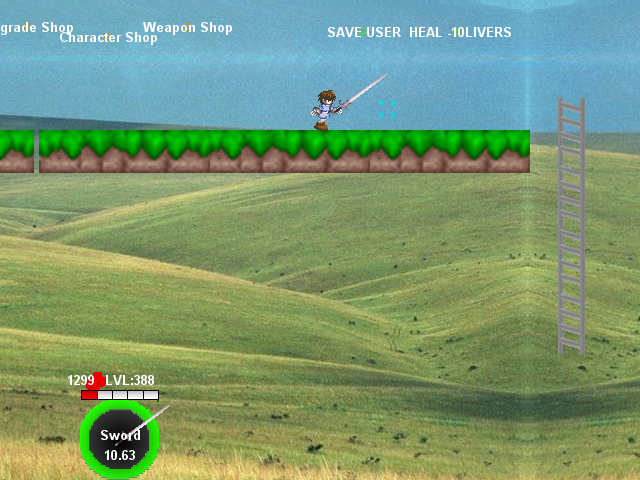 grade Shop
Weapon Shop
Character Shop
SAVE USER HEAL -10LIVERS
1299 LVL:388
Sword
10.63